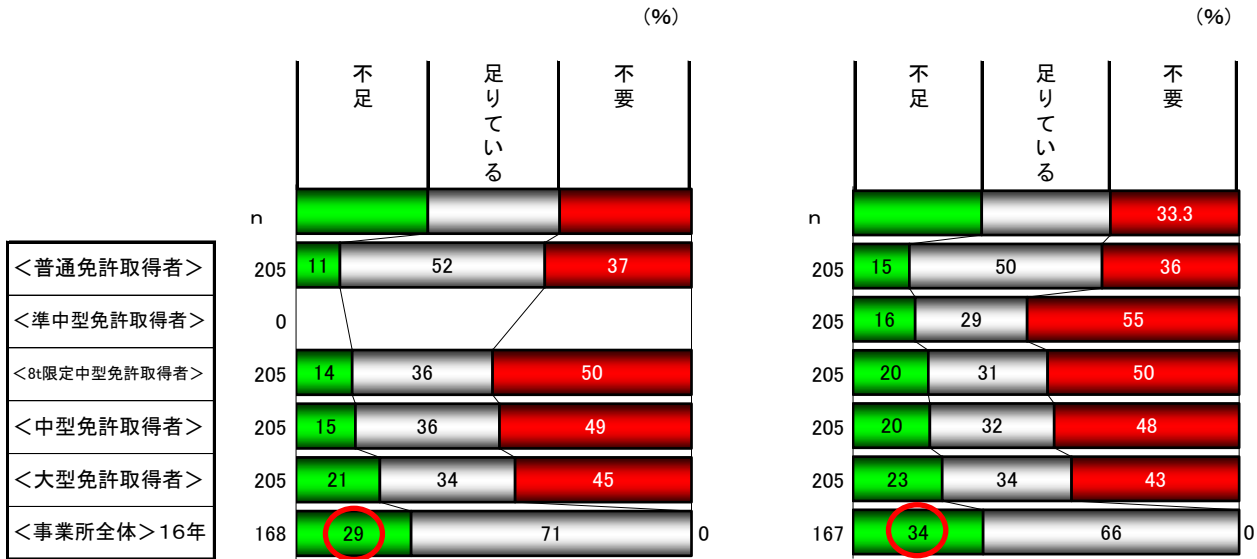 (%) (%)
不足 足りている 不要 不足 足りている 不要
n n 33.3
<普通免許取得者> 205 11 52 37 205 15 50 36
<準中型免許取得者> 0 205 16 29 55
<8t限定中型免許取得者> 205 14 36 50 205 20 31 50
<中型免許取得者> 205 15 36 49 205 20 32 48
<大型免許取得者> 205 21 34 45 205 23 34 43
<事業所全体>16年 168 29 71 0 167 34 66 0